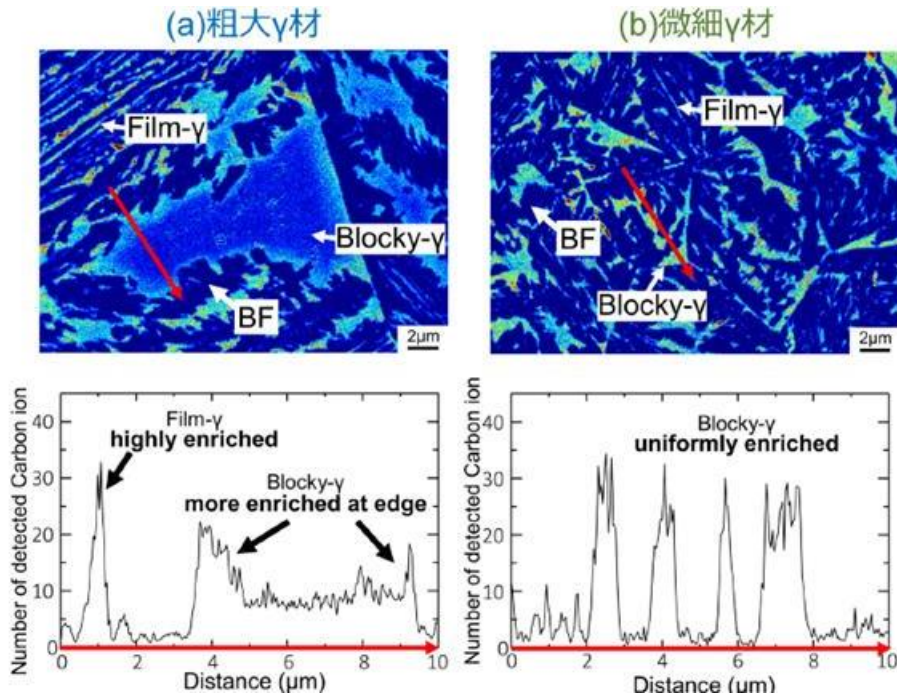 (a)粗大γ材
Film-γ
Blocky-γ
BF
2μm
(b)微細γ材
Film-γ
BF
Blocky-γ
2μm
Number of detected Carbon ion
40
30
20
10
0
Film-γ
highly enriched
Blocky-γ
more enriched at edge
0 2 4 6 8 10
Distance (μm)
Number of detected Carbon ion
40
30
20
10
0
Blocky-γ
uniformly enriched
0 2 4 6 8 10
Distance (μm)